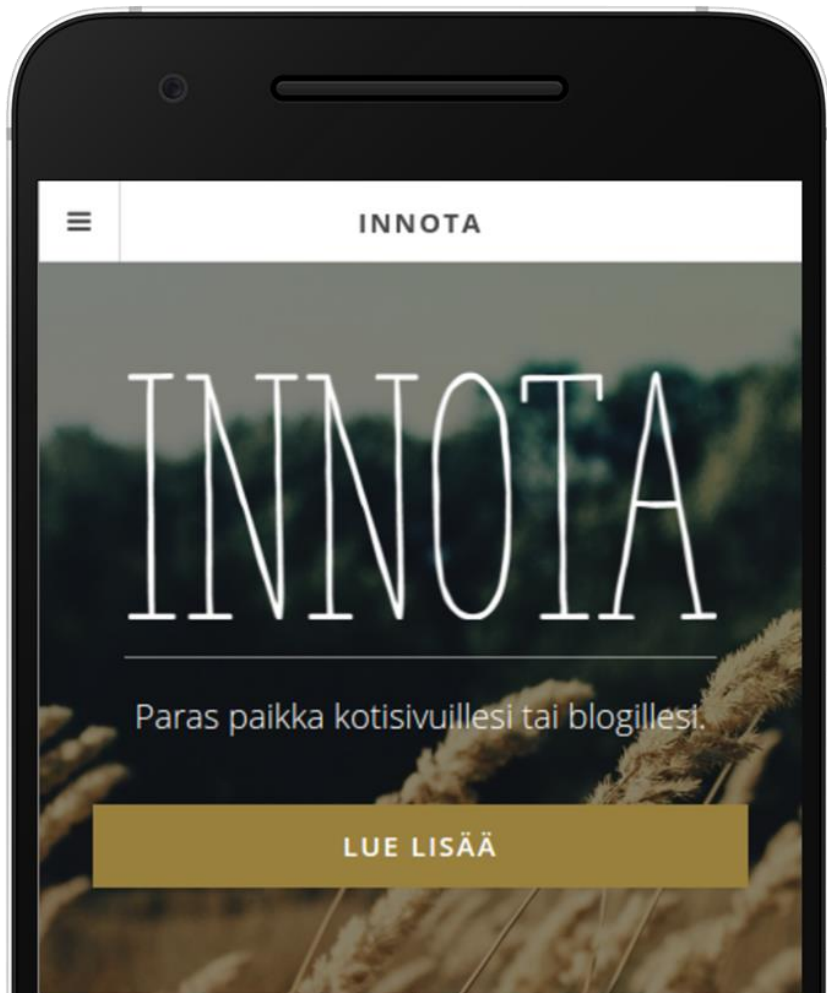 INNOTA
INNOTA
Paras paikka kotisivuillesi tai blogillesi.
LUE LISÄÄ